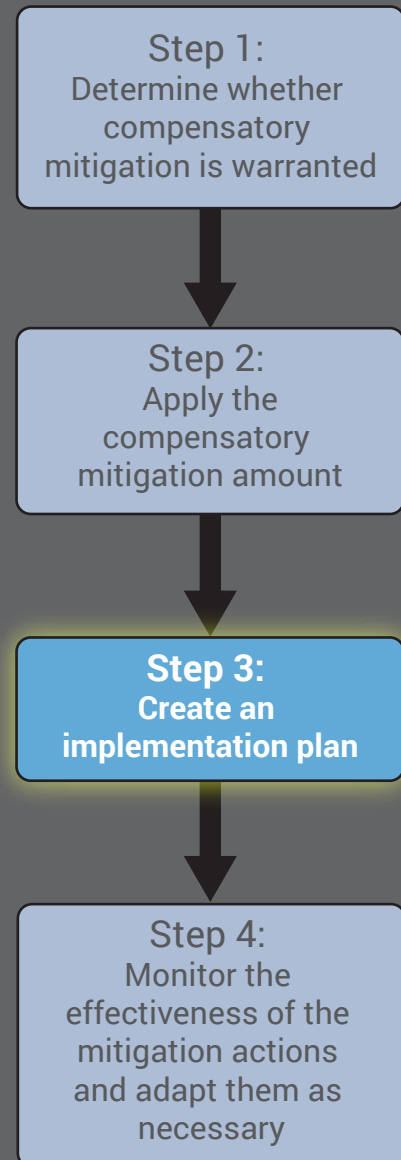 Step 1:
Determine whether
compensatory
mitigation is warranted
Step 2:
Apply the
compensatory
mitigation amount
Step 3:
Create an
implementation plan
Step 4:
Monitor the
effectiveness of the
mitigation actions
and adapt them as
necessary